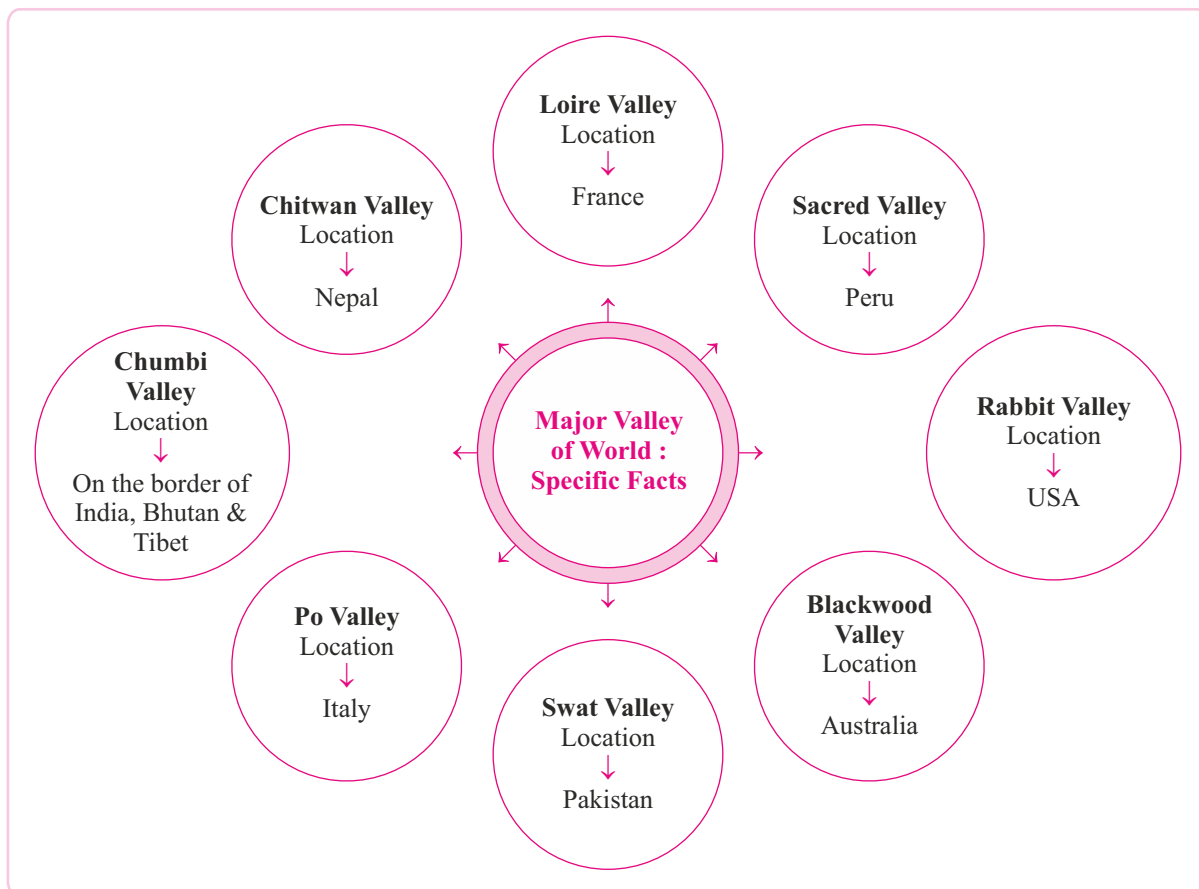 Major Valley
of World :
Specific Facts
Loire Valley
Location
↓
France
Sacred Valley
Location
↓
Peru
Rabbit Valley
Location
↓
USA
Blackwood
Valley
Location
↓
Australia
Swat Valley
Location
↓
Pakistan
Po Valley
Location
↓
Italy
Chumbi
Valley
Location
↓
On the border of
India, Bhutan &
Tibet
Chitwan Valley
Location
↓
Nepal